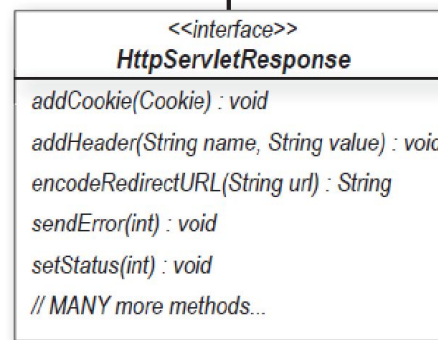 <<interface>>
HttpServletResponse
addCookie(Cookie) : void
addHeader(String name, String value) : void
encodeRedirectURL(String url) : String
sendError(int) : void
setStatus(int) : void
// MANY more methods...